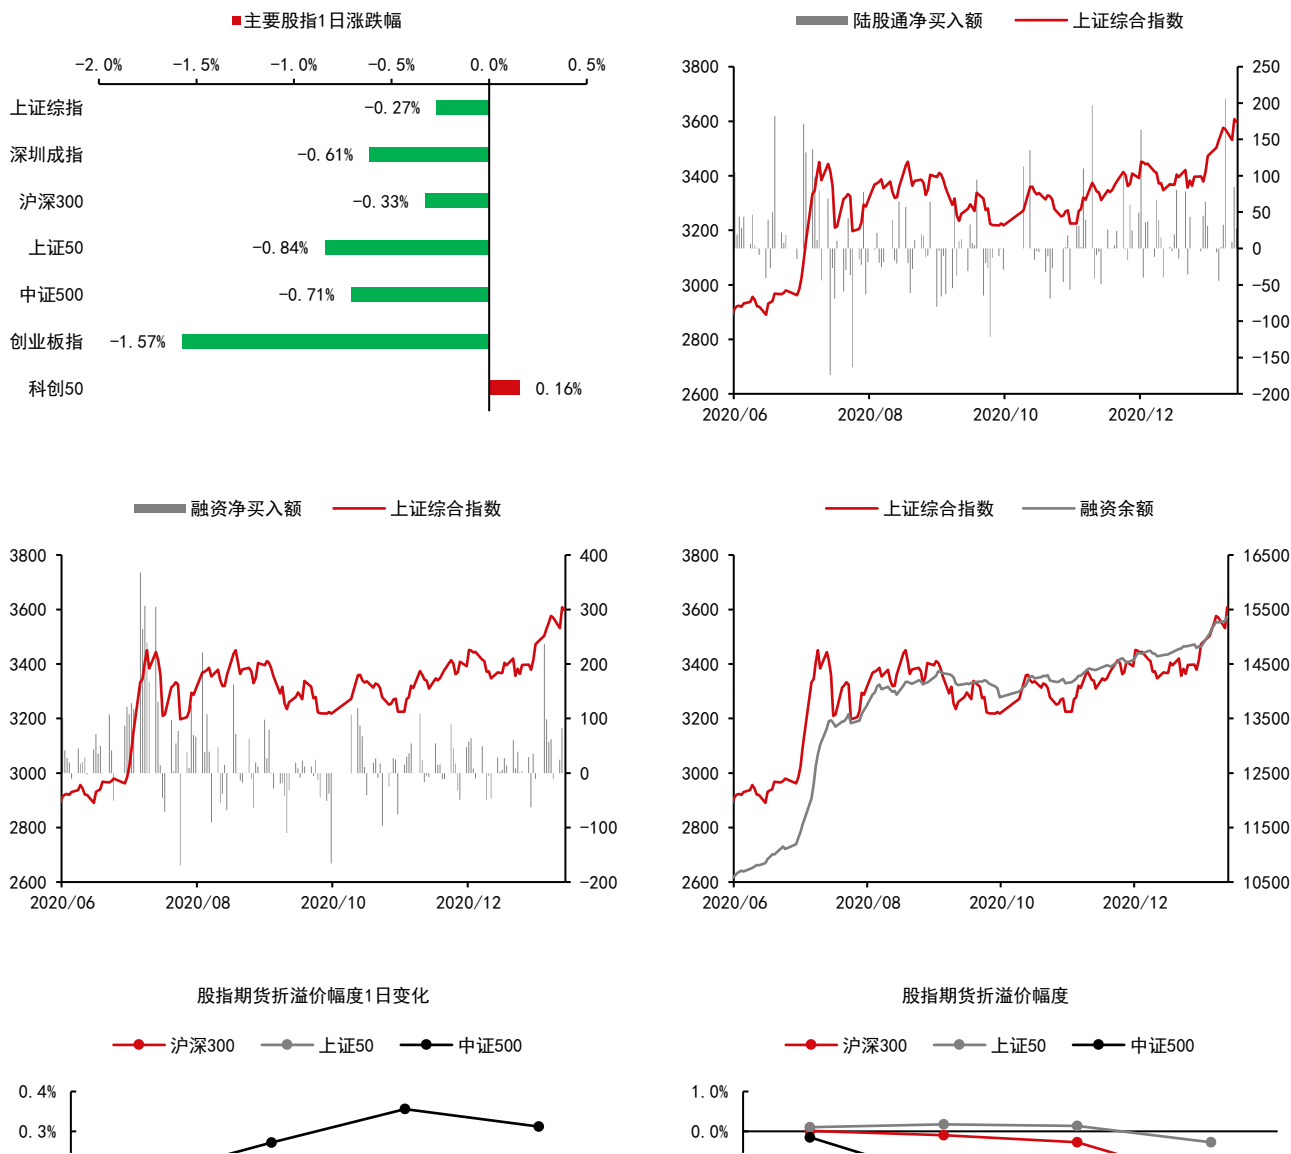 主要股指1日涨跌幅
-2.0% -1.5% -1.0% -0.5% 0.0% 0.5%
上证综指 -0.27%
深圳成指 -0.61%
沪深300 -0.33%
上证50 -0.84%
中证500 -0.71%
创业板指 -1.57%
科创50 0.16%
陆股通净买入额 上证综合指数
3800 250
3600 200
150
3400 100
3200 50
0
3000 -50
2800 -100
-150
2600 -200
2020/06 2020/08 2020/10 2020/12
融资净买入额 上证综合指数
3800 400
3600 300
3400 200
3200 100
3000 0
2800 -100
2600 -200
2020/06 2020/08 2020/10 2020/12
上证综合指数 融资余额
3800 16500
3600 15500
3400 14500
3200 13500
3000 12500
2800 11500
2600 10500
2020/06 2020/08 2020/10 2020/12
股指期货折溢价幅度1日变化
沪深300 上证50 中证500
0.4%
0.3%
股指期货折溢价幅度
沪深300 上证50 中证500
1.0%
0.0%